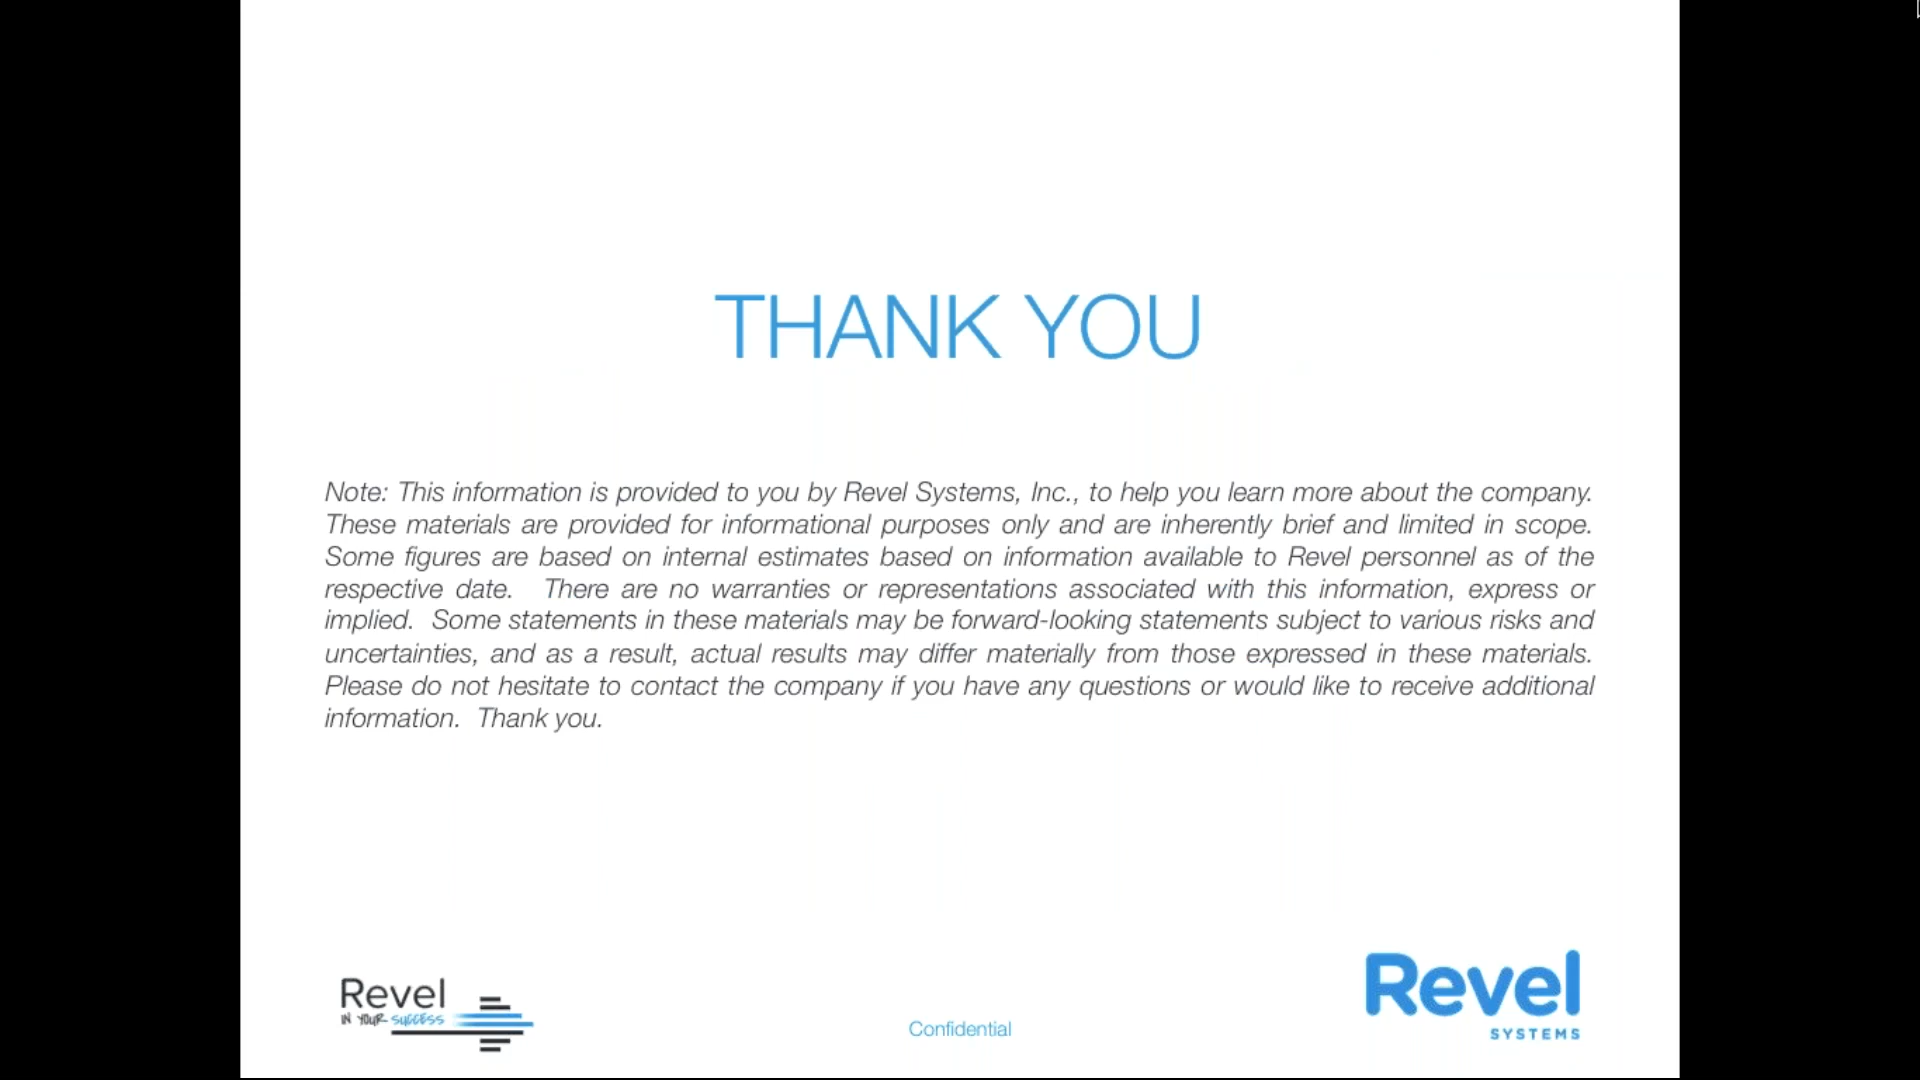 THANK YOU
Note: This information is provided to you by Revel Systems, Inc., to help you learn more about the company.
These materials are provided for informational purposes only and are inherently brief and limited in scope.
Some figures are based on internal estimates based on information available to Revel personnel as of the
respective date. There are no warranties or representations associated with this information, express or
implied. Some statements in these materials may be forward-looking statements subject to various risks and
uncertainties, and as a result, actual results may differ materially from those expressed in these materials.
Please do not hesitate to contact the company if you have any questions or would like to receive additional
information. Thank you.
Revel
IN YOUR SUCCESS
Confidential
Revel
SYSTEMS